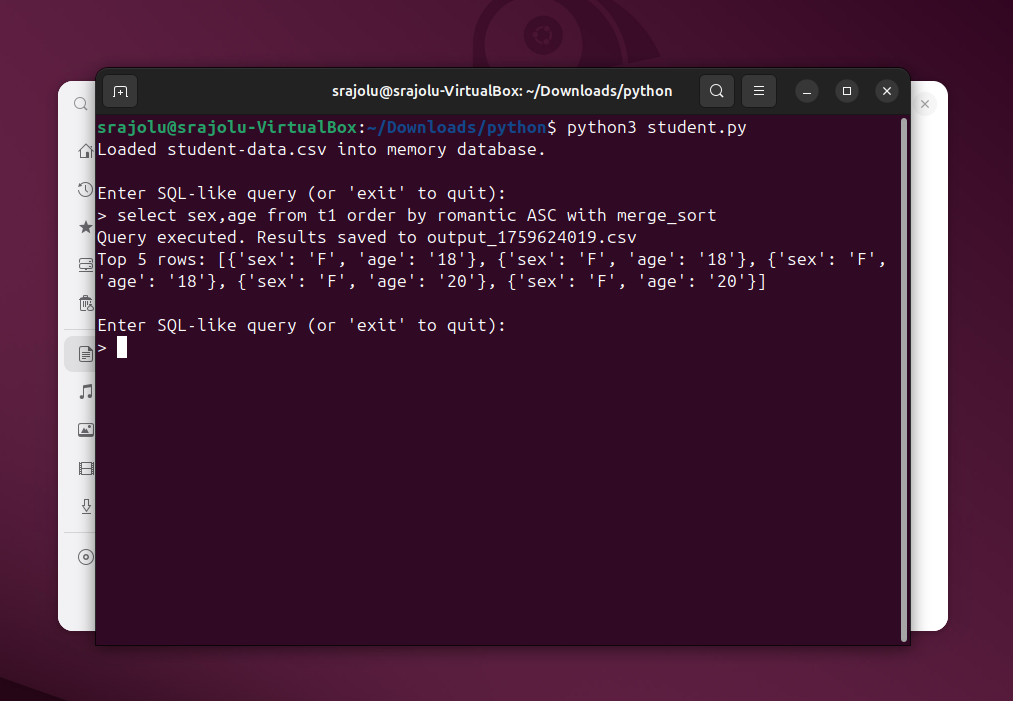 srajolu@srajolu-VirtualBox: ~/Downloads/python
srajolu@srajolu-VirtualBox:~/Downloads/python$ python3 student.py
Loaded student-data.csv into memory database.
Enter SQL-like query (or 'exit' to quit):
> select sex,age from t1 order by romantic ASC with merge_sort
Query executed. Results saved to output_1759624019.csv
Top 5 rows: [{'sex': 'F', 'age': '18'}, {'sex': 'F', 'age': '18'}, {'sex': 'F',
'age': '18'}, {'sex': 'F', 'age': '20'}, {'sex': 'F', 'age': '20'}]
Enter SQL-like query (or 'exit' to quit):
>